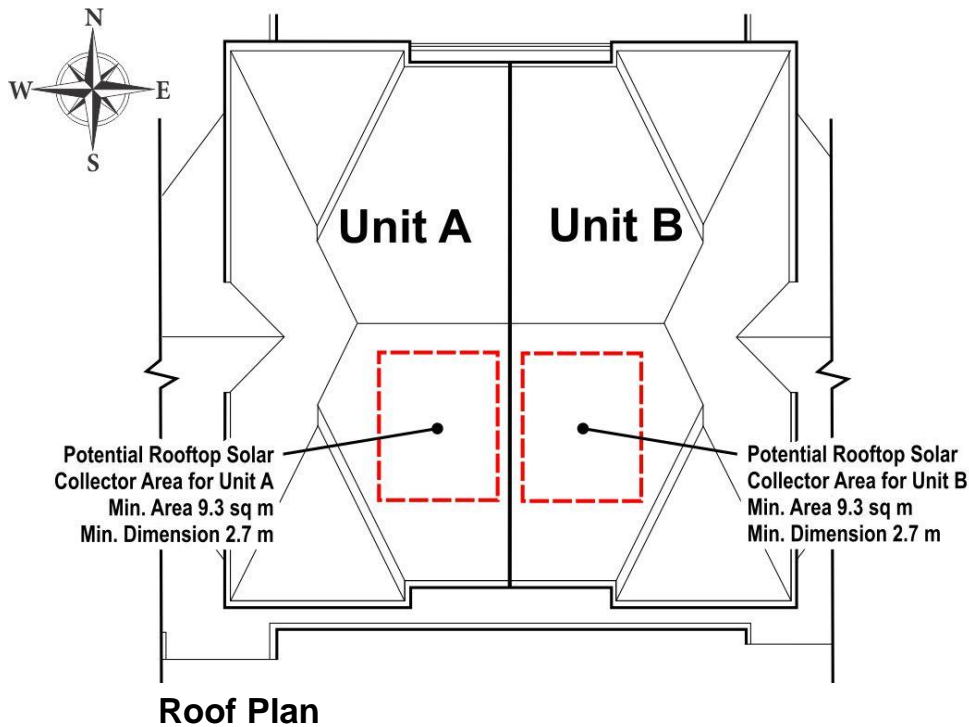 N
W E
S
Unit A
Unit B
Potential Rooftop Solar
Collector Area for Unit A
Min. Area 9.3 sq m
Min. Dimension 2.7 m
Potential Rooftop Solar
Collector Area for Unit B
Min. Area 9.3 sq m
Min. Dimension 2.7 m
Roof Plan